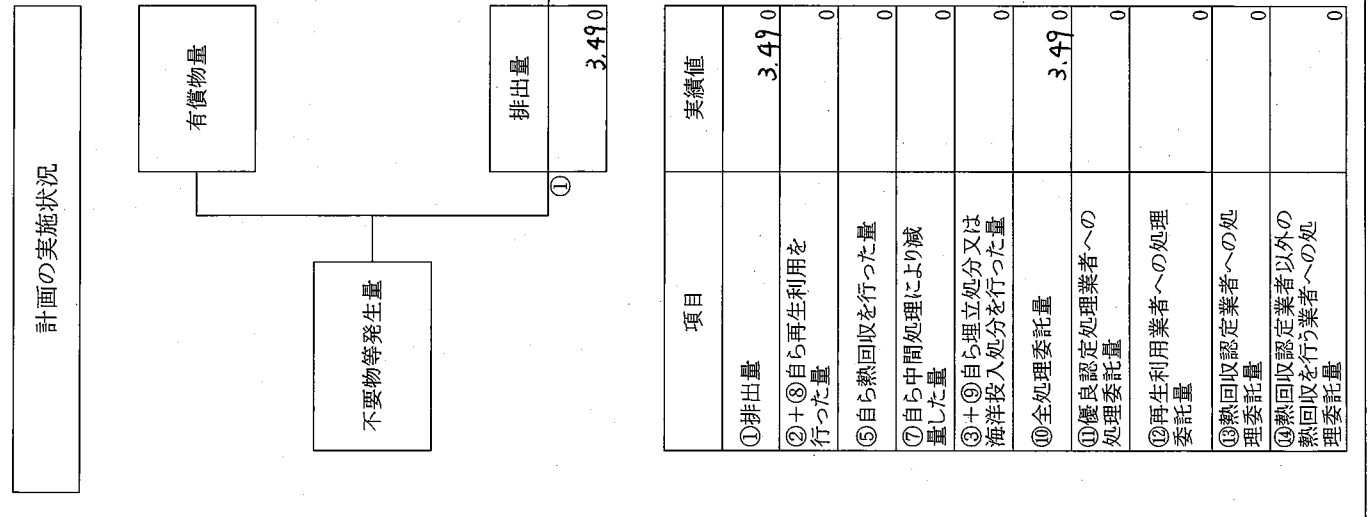 計画の実施状況
不要物等発生量
有償物量
排出量
①
3.49 0
項目 実績値
①排出量 3.49 0
②+⑧自ら再生利用を
行った量 0
⑤自ら熱回収を行った量 0
⑦自ら中間処理により減
量した量 0
③+⑨自ら埋立処分又は
海洋投入処分を行った量 0
⑩全処理委託量 3.49 0
⑪優良認定処理業者への
処理委託量 0
⑫再生利用業者への処理
委託量 0
⑬熱回収認定業者への処
理委託量 0
⑭熱回収認定業者以外の
熱回収を行う業者への処
理委託量 0